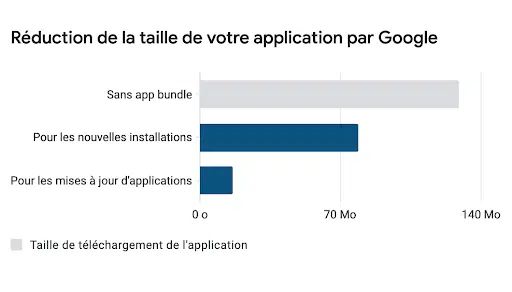 Réduction de la taille de votre application par Google
Sans app bundle
Pour les nouvelles installations
Pour les mises à jour d'applications
0 o 70 Mo 140 Mo
Taille de téléchargement de l'application